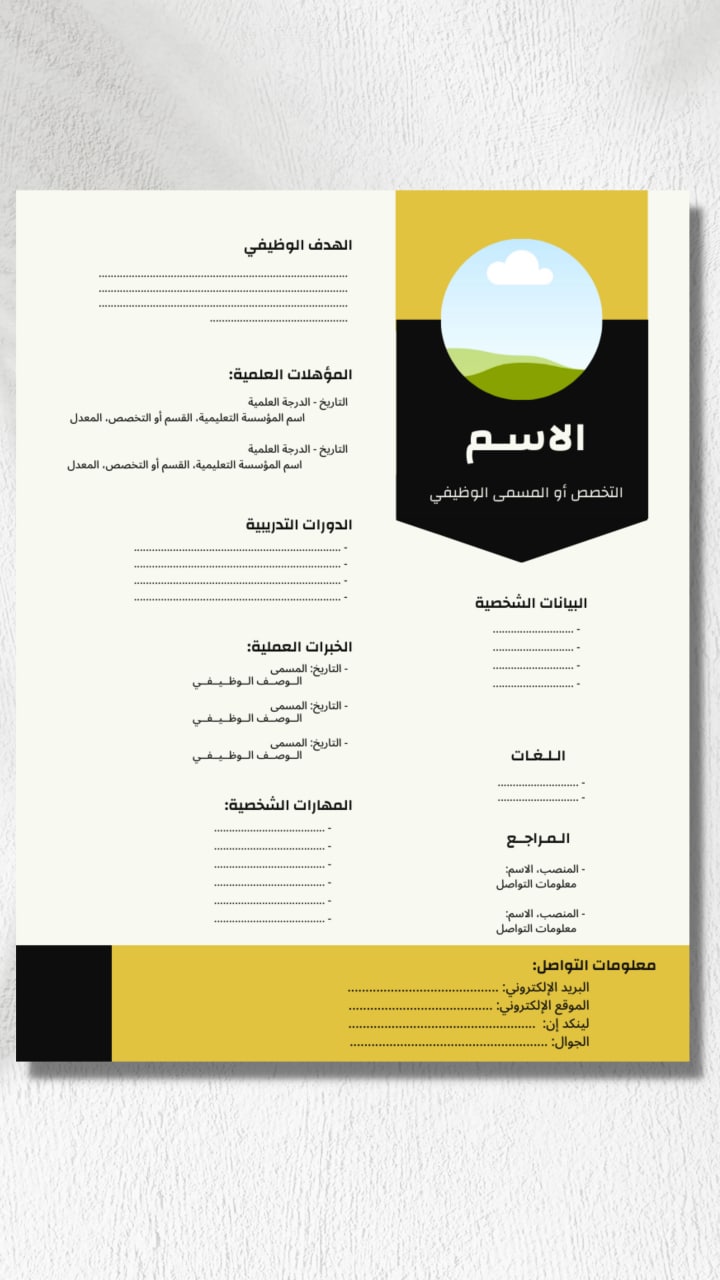 الاسم
التخصص أو المسمى الوظيفي
البيانات الشخصية
- ...........................
- ...........................
- ...........................
- ...........................
اللغات
- ...........................
- ...........................
المراجع
- المنصب، الاسم:
معلومات التواصل
- المنصب، الاسم:
معلومات التواصل
الهدف الوظيفي
...................................................................................
...................................................................................
...................................................................................
..............................................
المؤهلات العلمية:
التاريخ - الدرجة العلمية
اسم المؤسسة التعليمية، القسم أو التخصص، المعدل
التاريخ - الدرجة العلمية
اسم المؤسسة التعليمية، القسم أو التخصص، المعدل
الدورات التدريبية
- .....................................................................
- .....................................................................
- .....................................................................
- .....................................................................
الخبرات العملية:
- التاريخ: المسمى
الـوصـف الـوظـيـفـي
- التاريخ: المسمى
الـوصـف الـوظـيـفـي
- التاريخ: المسمى
الـوصـف الـوظـيـفـي
المهارات الشخصية:
- .....................................
- .....................................
- .....................................
- .....................................
- .....................................
- .....................................
معلومات التواصل:
البريد الإلكتروني: ...........................................
الموقع الإلكتروني: .........................................
لينكد إن: .....................................................
الجوال: ........................................................